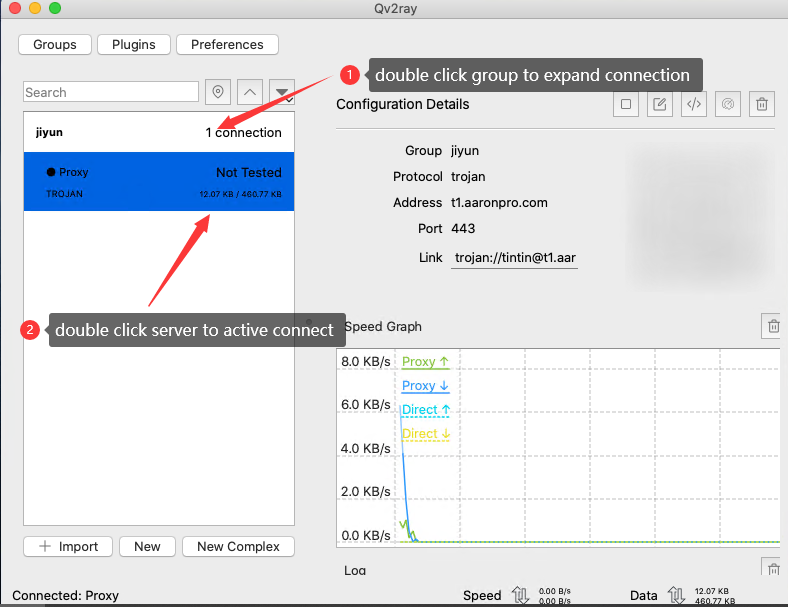 Qv2ray
Groups
Plugins
Preferences
1
double click group to expand connection
Search
Configuration Details
jiyun
1 connection
Group jiyun
Proxy
Not Tested
Protocol trojan
TROJAN
12.07 KB / 460.77 KB
Address t1.aaronpro.com
Port 443
Link trojan://tintin@t1.aar
2
double click server to active connect
Speed Graph
8.0 KB/s
Proxy ↑
Proxy ↓
6.0 KB/s
Direct ↑
Direct ↓
4.0 KB/s
2.0 KB/s
0.0 KB/s
+ Import
New
New Complex
Log
Connected: Proxy
Speed
0.00 B/s
0.00 B/s
Data
12.07 KB
460.77 KB